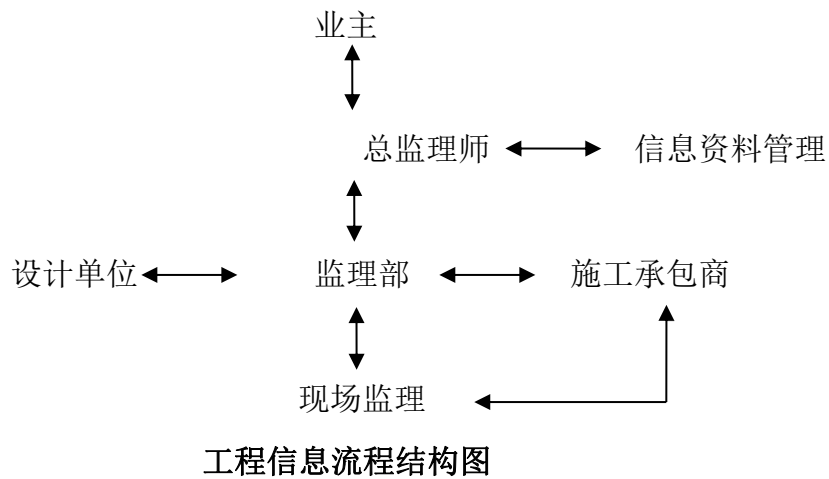 业主
总监理师 信息资料管理
设计单位 监理部 施工承包商
现场监理
工程信息流程结构图